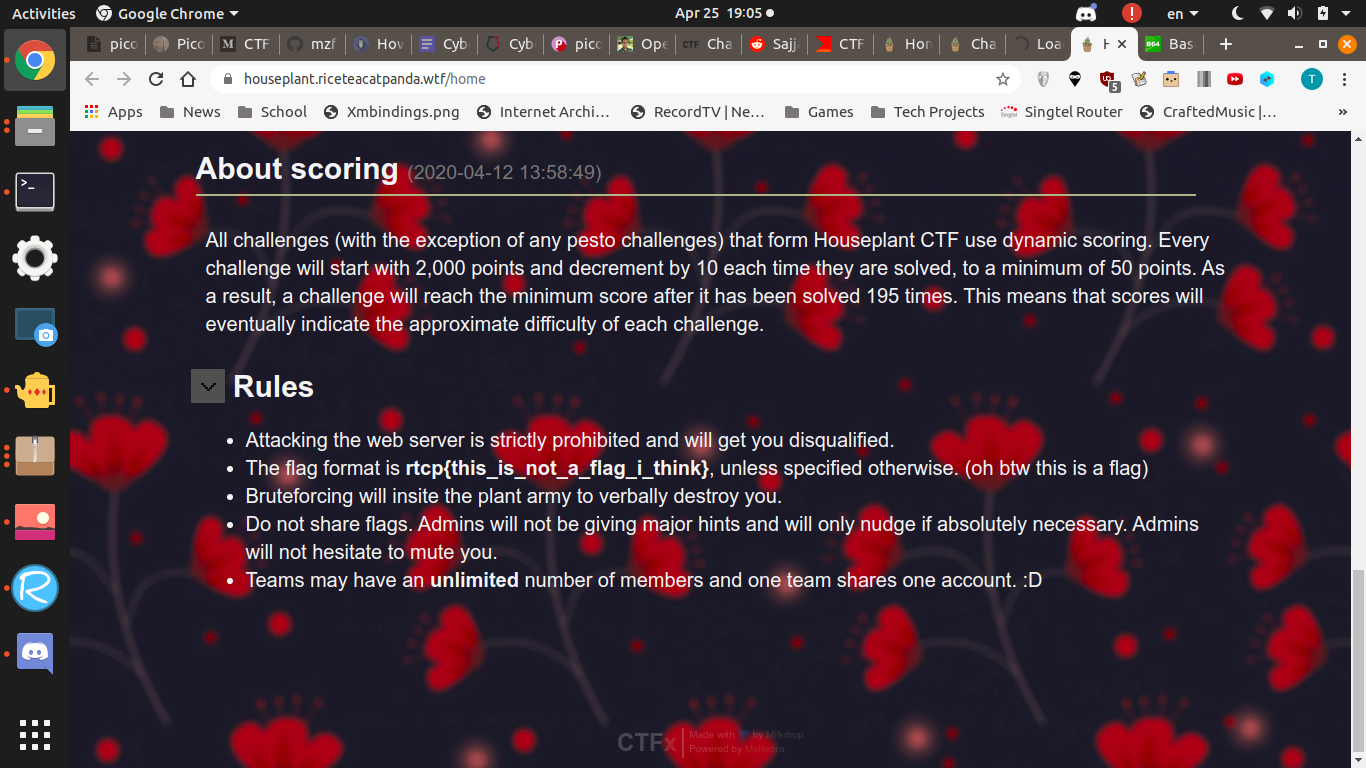 Activities Google Chrome Apr 25 19:05 en
pico Pico CTF mzf Hov Cyb Cyb picc Ope CTF Cha Sajj CTF Hor Cha Loa H B64 Bas
houseplant.riceteacatpanda.wtf/home 5 T
Apps News School Xmbindings.png Internet Archi… RecordTV | Ne… Games Tech Projects Singtel Router CraftedMusic |… »
About scoring (2020-04-12 13:58:49)
All challenges (with the exception of any pesto challenges) that form Houseplant CTF use dynamic scoring. Every
challenge will start with 2,000 points and decrement by 10 each time they are solved, to a minimum of 50 points. As
a result, a challenge will reach the minimum score after it has been solved 195 times. This means that scores will
eventually indicate the approximate difficulty of each challenge.
Rules
• Attacking the web server is strictly prohibited and will get you disqualified.
• The flag format is rtcp{this_is_not_a_flag_i_think}, unless specified otherwise. (oh btw this is a flag)
• Bruteforcing will insite the plant army to verbally destroy you.
• Do not share flags. Admins will not be giving major hints and will only nudge if absolutely necessary. Admins
will not hesitate to mute you.
• Teams may have an unlimited number of members and one team shares one account. :D
CTFx Made with 💙 by Milkdrop
Powered by Mellivora